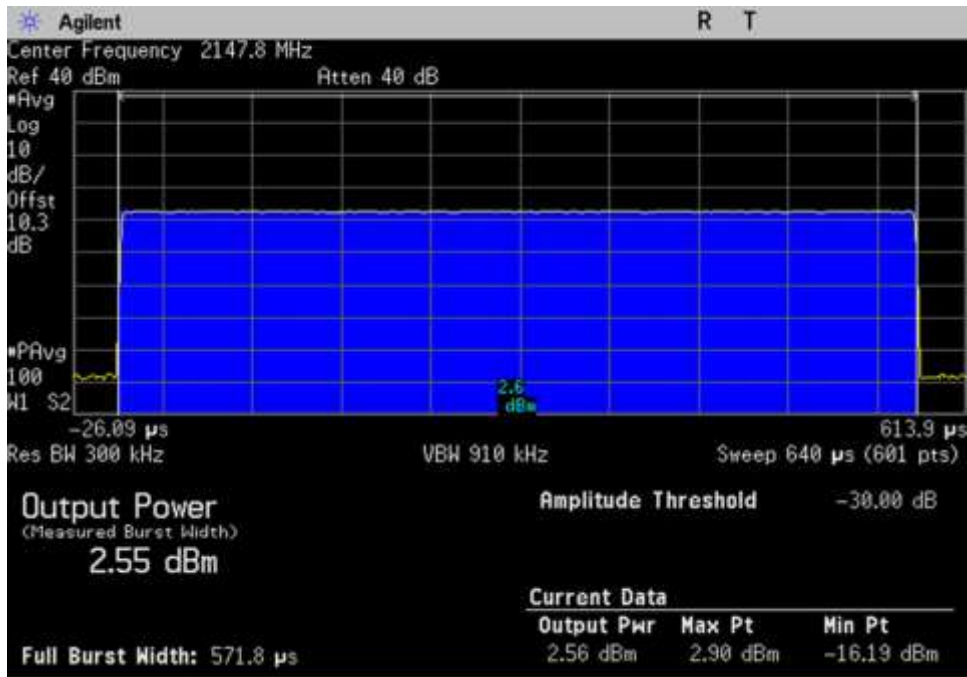 Agilent R T
Center Frequency 2147.8 MHz
Ref 40 dBm Atten 40 dB
*Avg
Log
10
dB/
Offst
10.3
dB
*PAvg
100
W1 S2
2.6
dBm
-26.09 µs 613.9 µs
Res BW 300 kHz VBW 910 kHz Sweep 640 µs (601 pts)
Output Power Amplitude Threshold -30.00 dB
(Measured Burst Width)
2.55 dBm
Current Data
Output Pwr Max Pt Min Pt
Full Burst Width: 571.8 µs 2.56 dBm 2.90 dBm -16.19 dBm